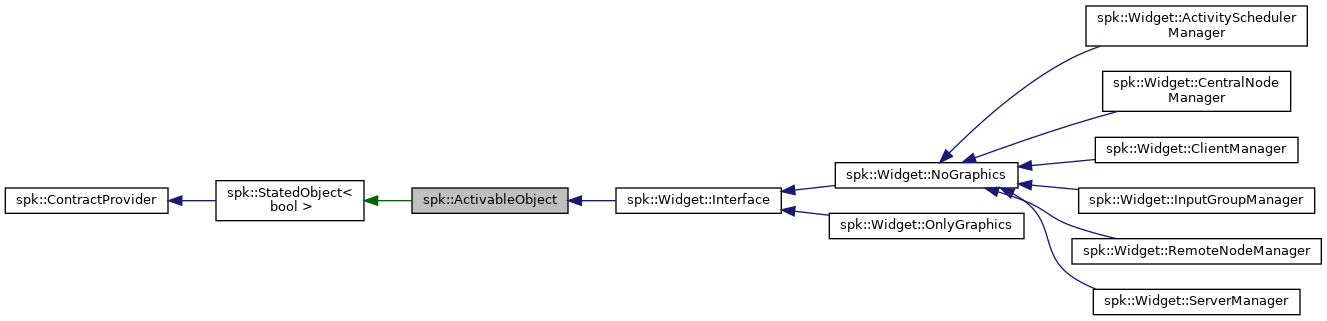 spk::ContractProvider
spk::StatedObject<
bool >
spk::ActivableObject
spk::Widget::Interface
spk::Widget::NoGraphics
spk::Widget::OnlyGraphics
spk::Widget::ActivityScheduler
Manager
spk::Widget::CentralNode
Manager
spk::Widget::ClientManager
spk::Widget::InputGroupManager
spk::Widget::RemoteNodeManager
spk::Widget::ServerManager